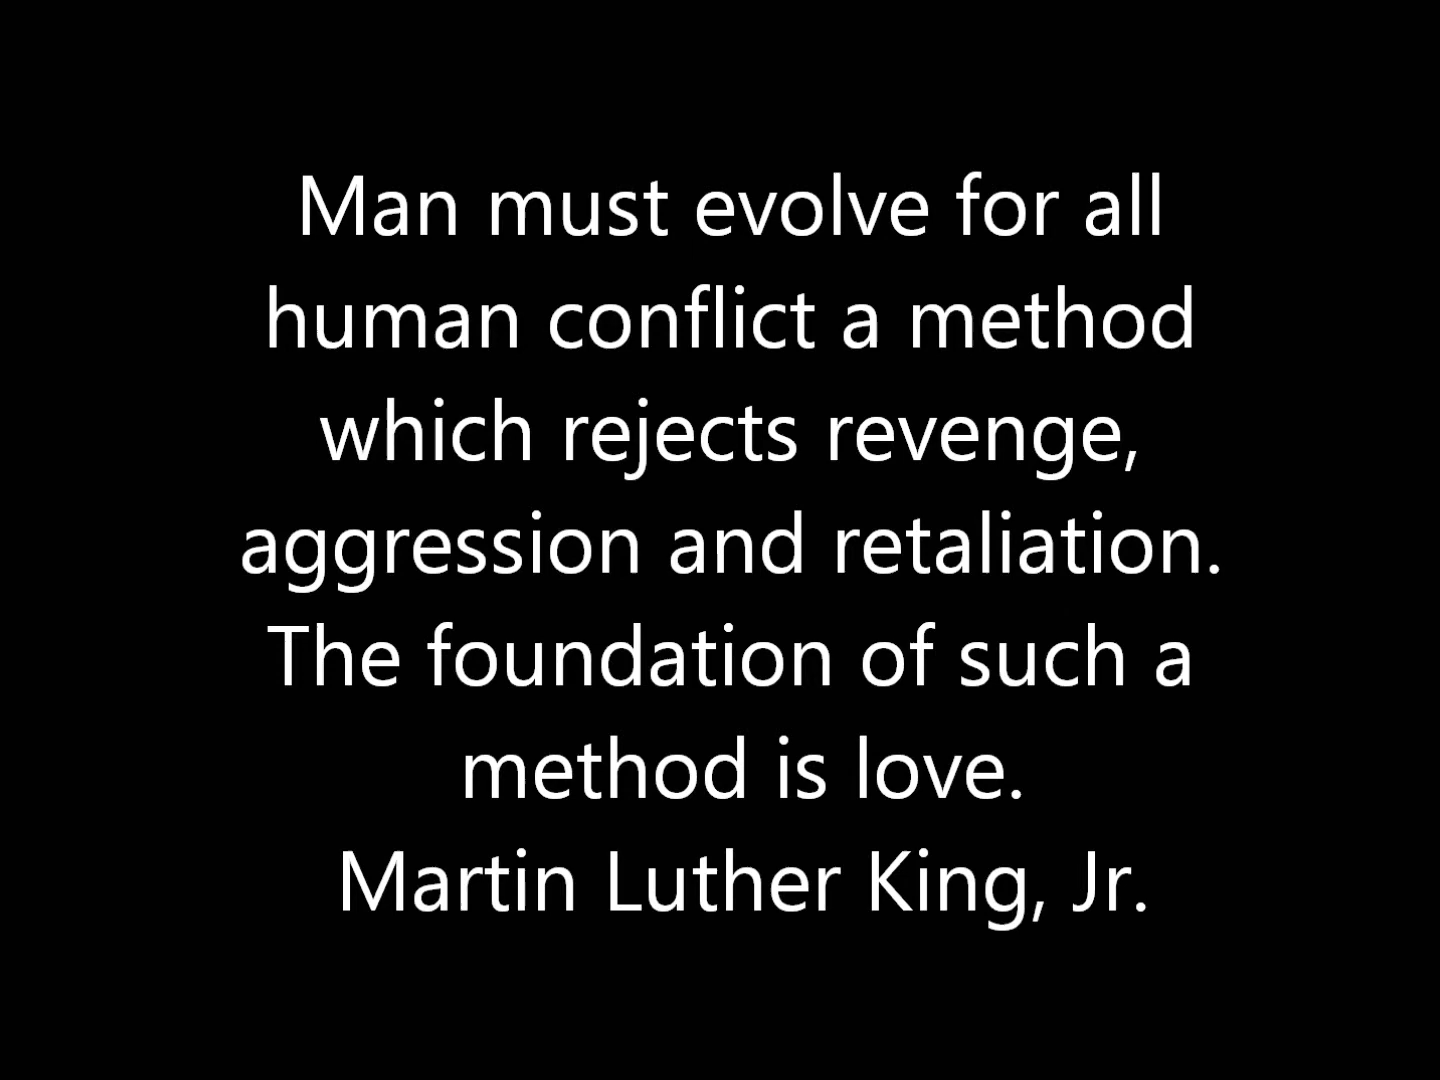 Man must evolve for all
human conflict a method
which rejects revenge,
aggression and retaliation.
The foundation of such a
method is love.
Martin Luther King, Jr.